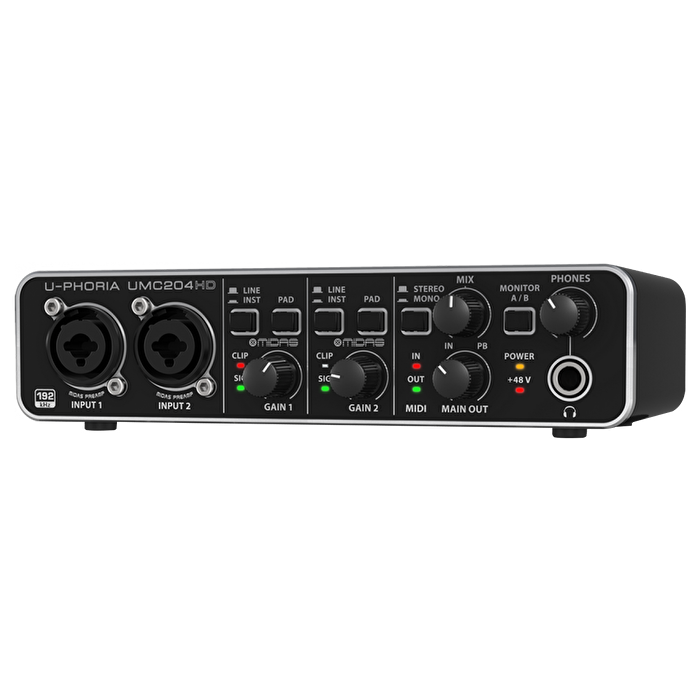 U-PHORIA UMC204HD
192
kHz
MIDAS PREAMP
INPUT 1
MIDAS PREAMP
INPUT 2
LINE
INST
PAD
MIDAS
CLIP
SIG
GAIN 1
LINE
INST
PAD
MIDAS
CLIP
SIG
GAIN 2
STEREO
MONO
MIX
IN
PB
IN
OUT
MIDI
MAIN OUT
MONITOR
A / B
PHONES
POWER
+48 V